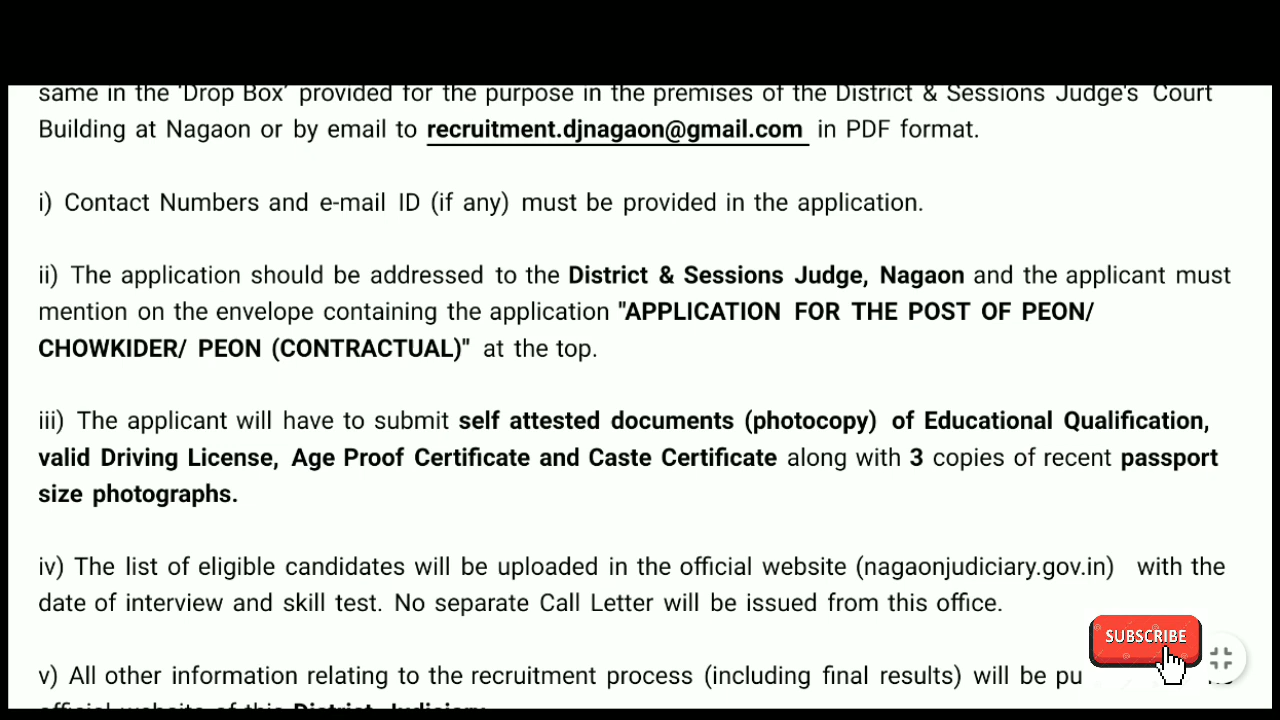 same in the 'Drop Box' provided for the purpose in the premises of the District & Sessions Judge's Court
Building at Nagaon or by email to recruitment.djnagaon@gmail.com in PDF format.
i) Contact Numbers and e-mail ID (if any) must be provided in the application.
ii) The application should be addressed to the District & Sessions Judge, Nagaon and the applicant must
mention on the envelope containing the application "APPLICATION FOR THE POST OF PEON/
CHOWKIDER/ PEON (CONTRACTUAL)" at the top.
iii) The applicant will have to submit self attested documents (photocopy) of Educational Qualification,
valid Driving License, Age Proof Certificate and Caste Certificate along with 3 copies of recent passport
size photographs.
iv) The list of eligible candidates will be uploaded in the official website (nagaonjudiciary.gov.in) with the
date of interview and skill test. No separate Call Letter will be issued from this office.
SUBSCRIBE
v) All other information relating to the recruitment process (including final results) will be
official website of this District Judiciary